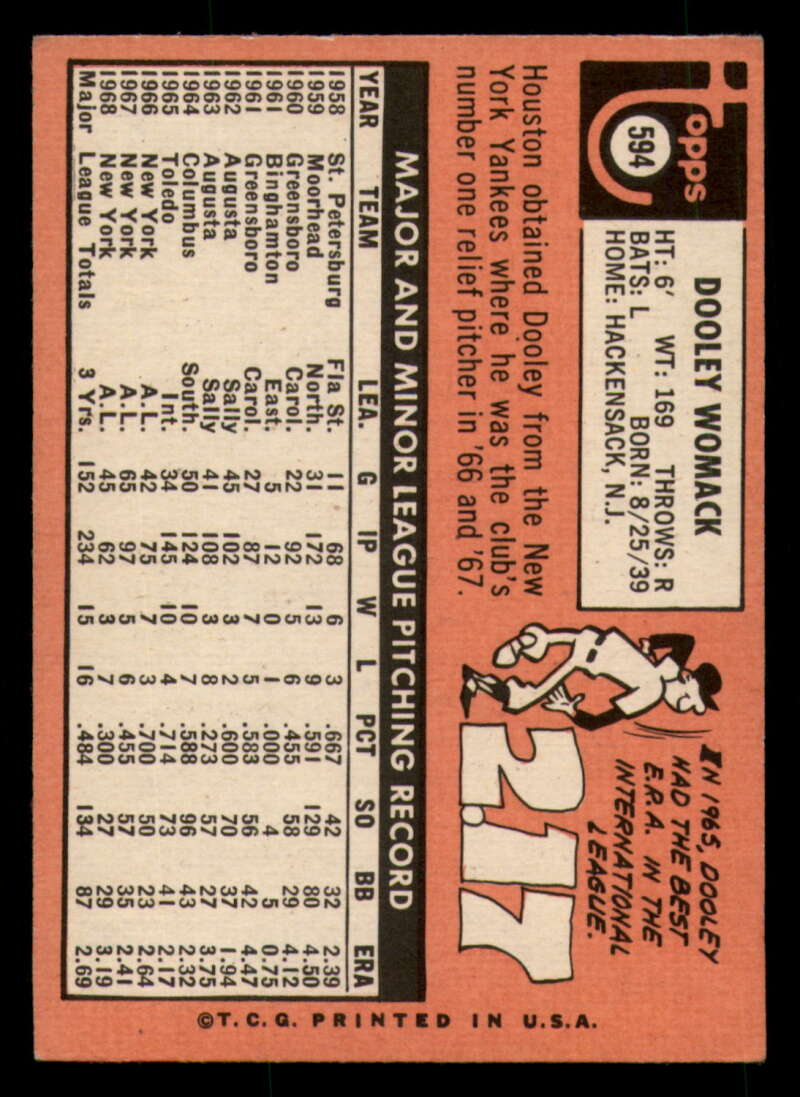 Topps
594
DOOLEY WOMACK
HT: 6' WT: 169 THROWS: R
BATS: L BORN: 8/25/39
HOME: HACKENSACK, N.J.
Houston obtained Dooley from the New
York Yankees where he was the club's
number one relief pitcher in '66 and '67.
IN 1965, DOOLEY
HAD THE BEST
E.R.A. IN THE
INTERNATIONAL
LEAGUE.
2.17
MAJOR AND MINOR LEAGUE PITCHING RECORD
YEAR TEAM LEA. G IP W L PCT SO BB ERA
1958 St. Petersburg Fla St. 11 68 6 3 .667 42 32 2.39
1959 Moorhead North. 31 172 13 9 .591 129 80 4.50
1960 Greensboro Carol. 22 92 5 6 .455 58 29 4.12
1961 Binghamton East. 5 12 0 1 .000 4 5 0.75
1961 Greensboro Carol. 27 87 7 5 .583 56 42 4.47
1962 Augusta Sally 45 102 3 2 .600 70 37 1.94
1963 Augusta Sally 41 108 3 8 .273 57 27 3.75
1964 Columbus South. 50 124 10 7 .588 96 43 2.32
1965 Toledo Int. 34 145 10 4 .714 73 41 2.17
1966 New York A.L. 42 75 7 3 .700 50 23 2.64
1967 New York A.L. 65 97 5 6 .455 57 35 2.41
1968 New York A.L. 45 62 3 7 .300 27 29 3.19
Major League Totals 3 Yrs. 152 234 15 16 .484 134 87 2.69
©T.C.G. PRINTED IN U.S.A.